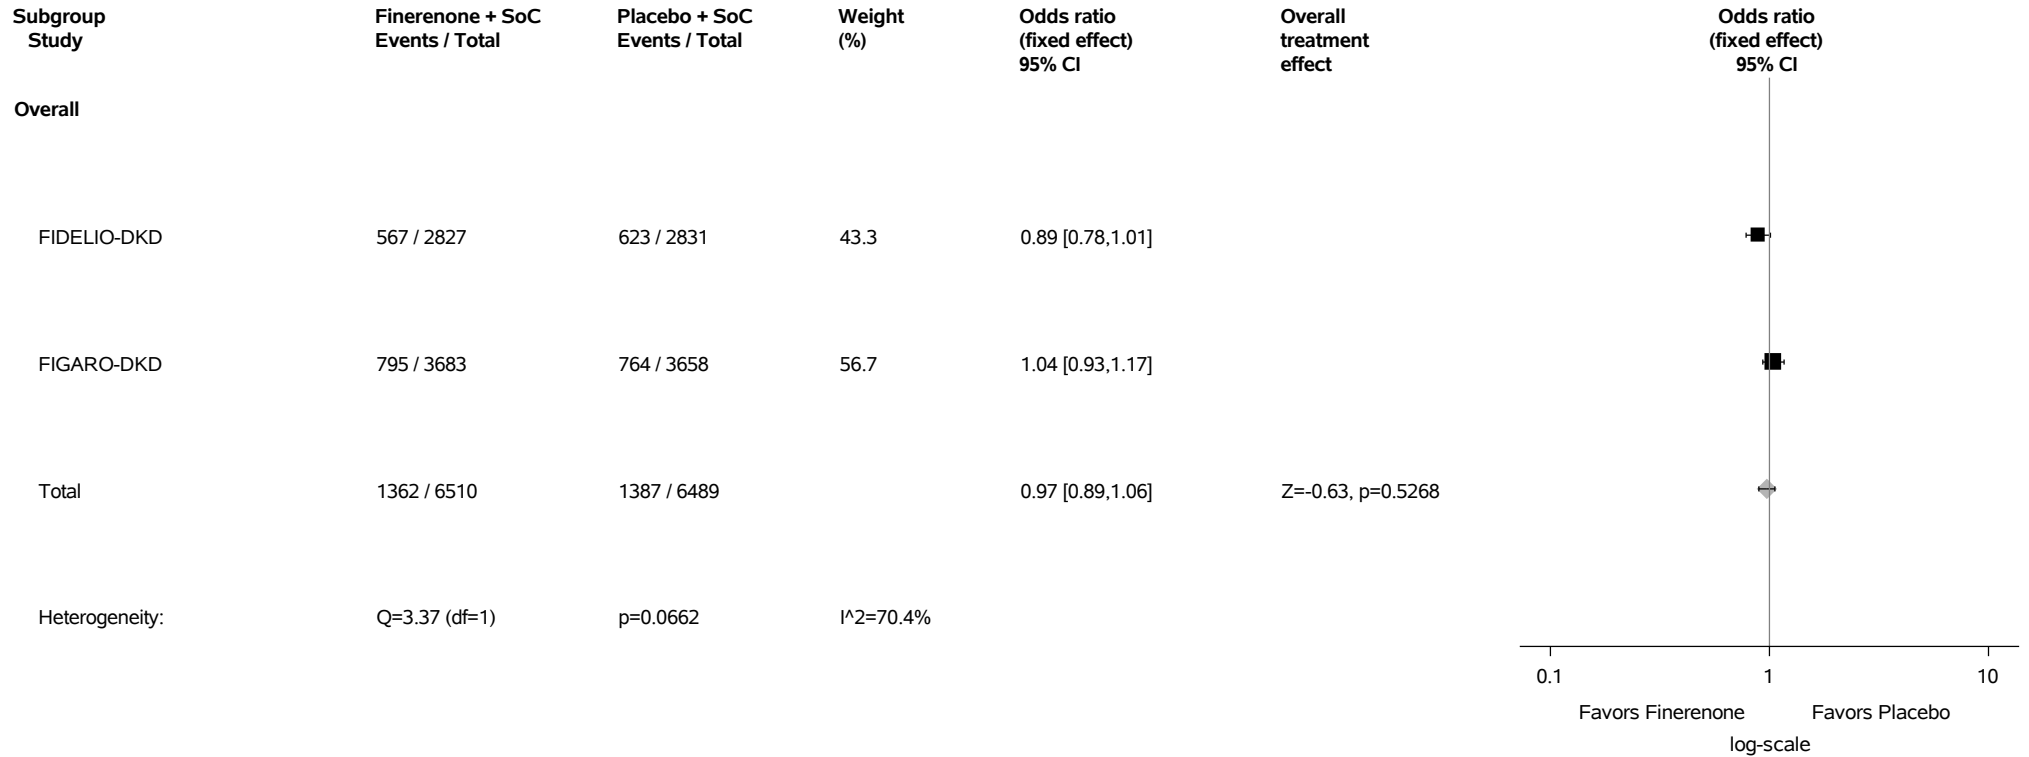 Subgroup Finerenone + SoC Placebo + SoC Weight Odds ratio Overall Odds ratio
Study Events / Total Events / Total (%) (fixed effect) treatment (fixed effect)
95% CI effect 95% CI
Overall
FIDELIO-DKD 567 / 2827 623 / 2831 43.3 0.89 [0.78,1.01]
FIGARO-DKD 795 / 3683 764 / 3658 56.7 1.04 [0.93,1.17]
Total 1362 / 6510 1387 / 6489 0.97 [0.89,1.06] Z=-0.63, p=0.5268
Heterogeneity: Q=3.37 (df=1) p=0.0662 I^2=70.4%
0.1 1 10
Favors Finerenone Favors Placebo
log-scale